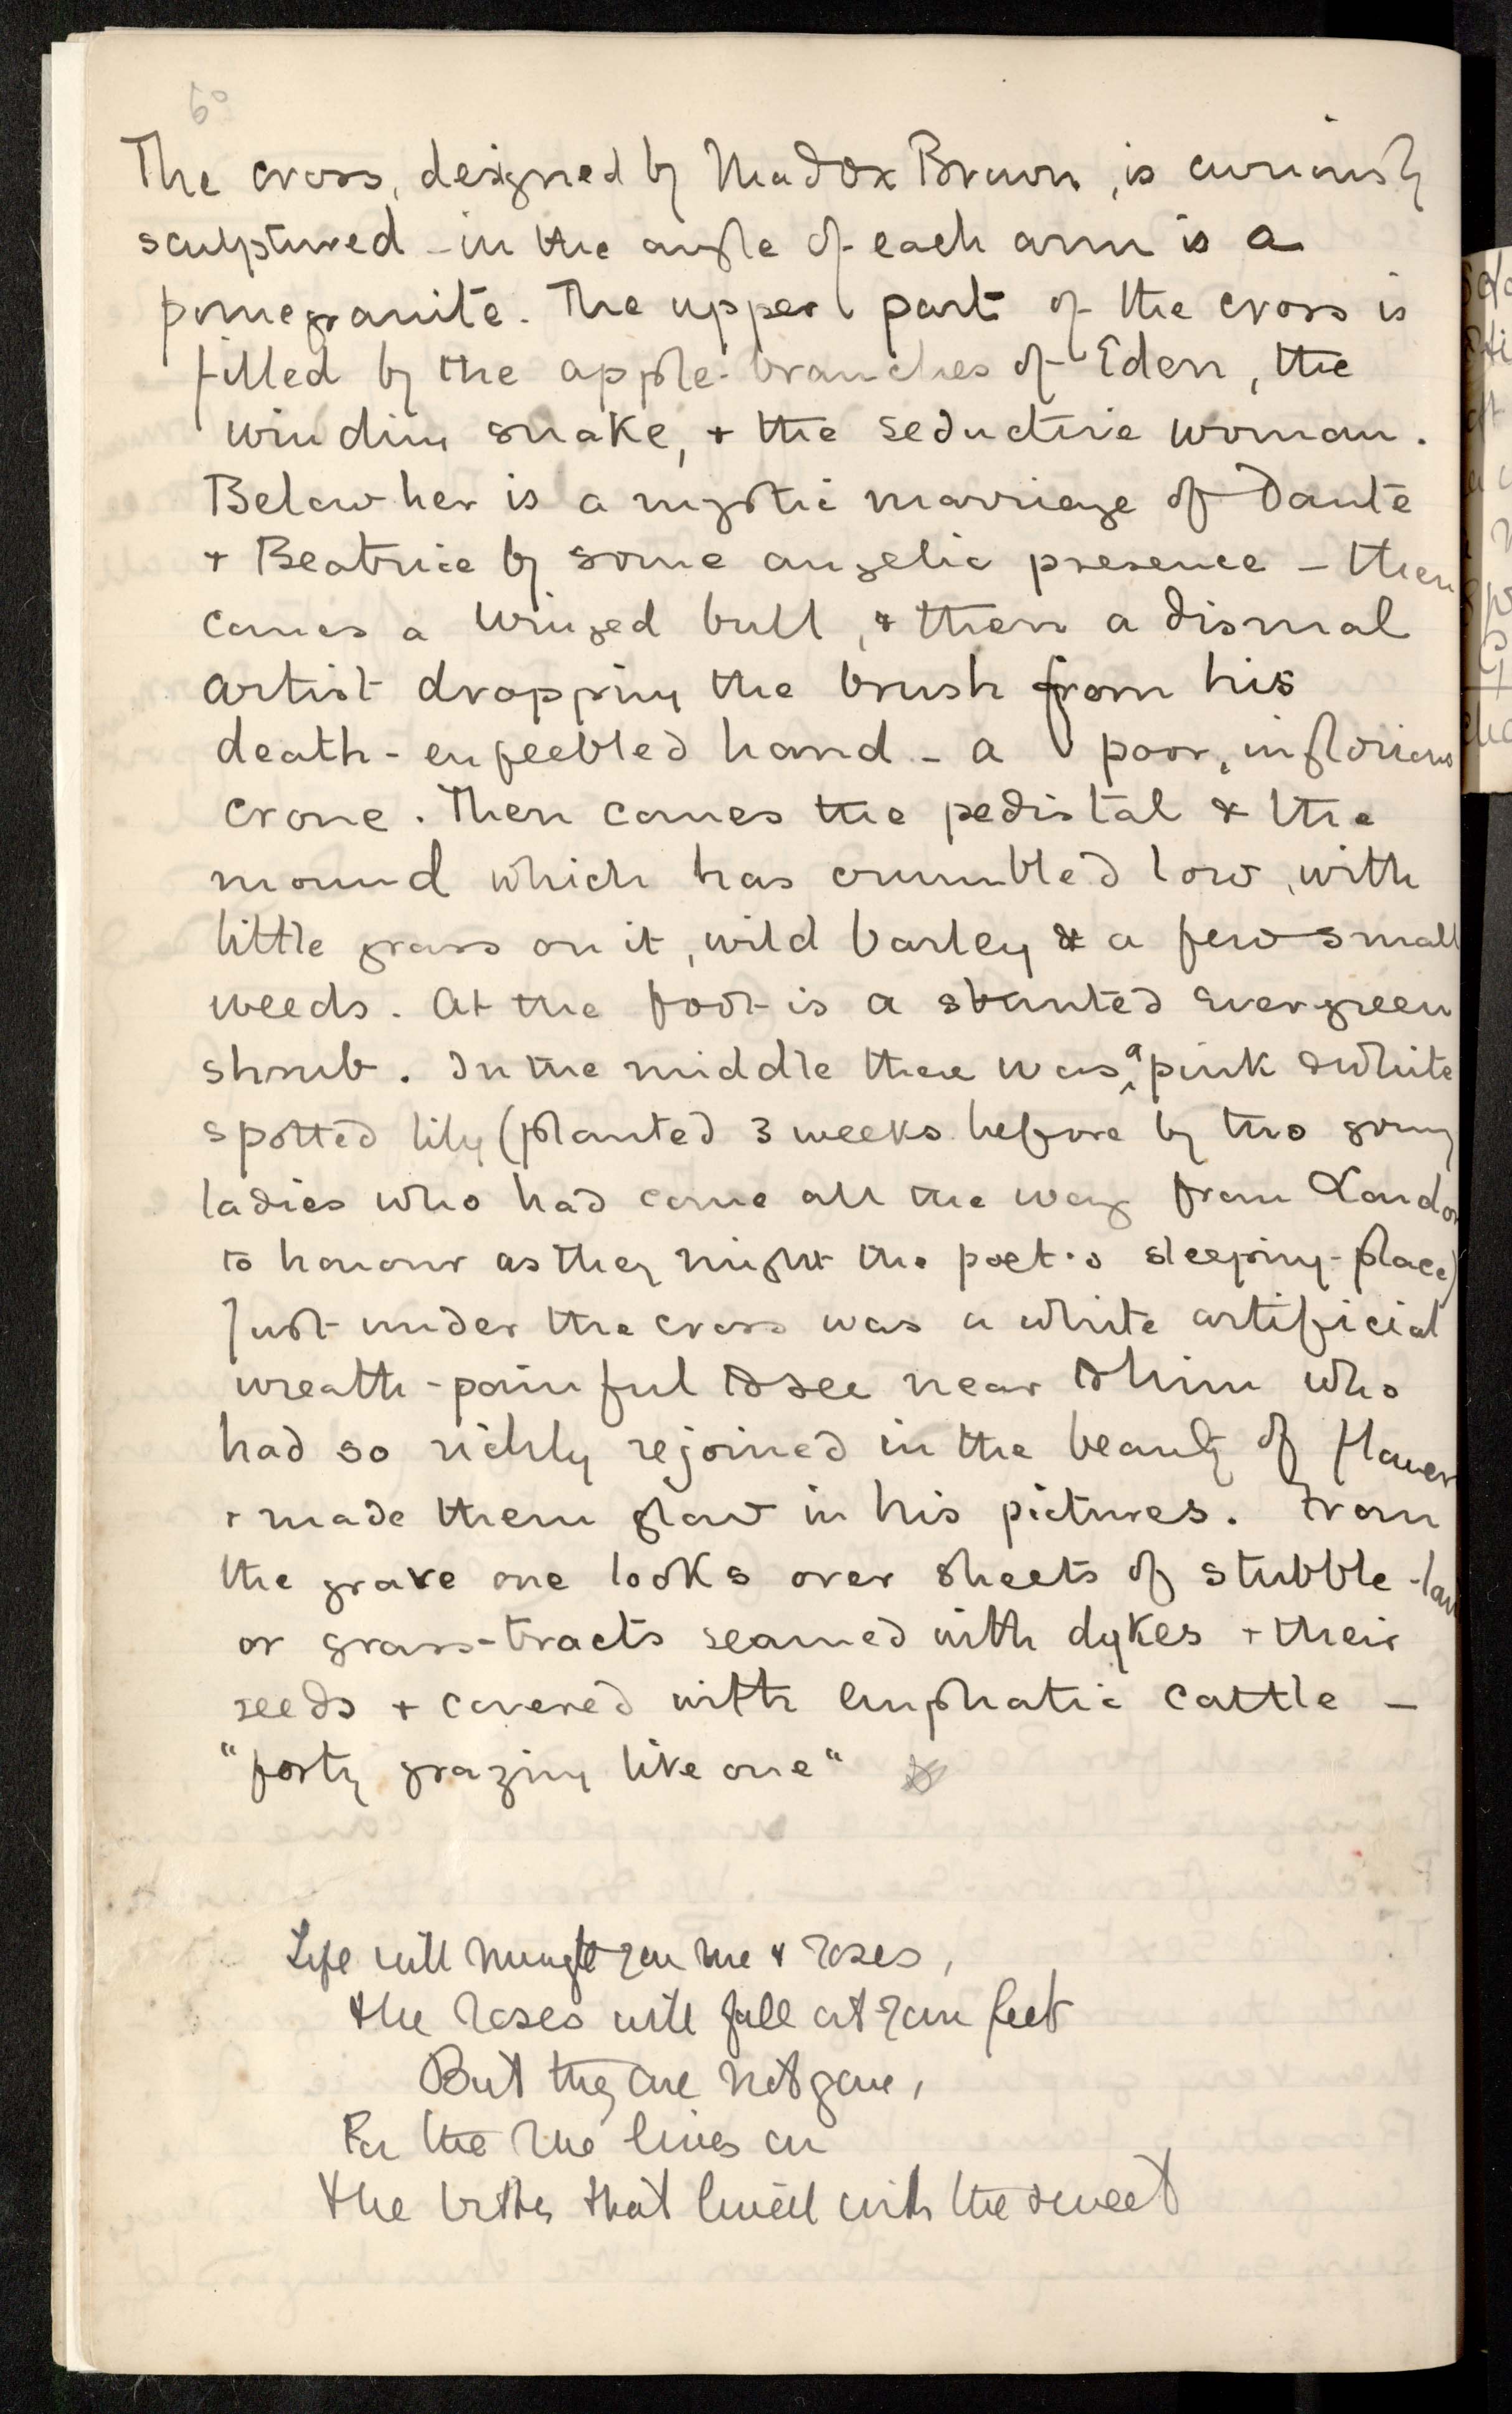 60
The cross, designed by Madox Brown, is curiously
sculptured - in the angle of each arm is a
pomegranite. The upper part of the cross is
filled by the apple-branches of Eden, the
winding snake, + the seductive woman.
Below her is a mystic marriage of Dante
+ Beatrice by some angelic presence - then
comes a winged bull, & then a dismal
artist dropping the brush from his
death-enfeebled hand - a poor, inglorious
crone. Then comes the pedistal & the
mound which has crumbled low, with
little grass on it, wild barley & a few small
weeds. At the foot is a stunted evergreen
shrub. In the middle there was a pink & white
spotted lily (planted 3 weeks before by two young
ladies who had come all the way from London
to honour as they might the poet's sleeping-place)
Just under the cross was a white artificial
wreath - painful to see near to him who
had so richly rejoined in the beauty of flowers
+ made them glow in his pictures. From
the grave one looks over sheets of stubble-land
or grass-tracts seamed with dykes + their
reeds + covered with emphatic cattle -
"forty grazing like one"
Life will mingle you rue & roses,
& the roses will fall at your feet
But they are not gone,
For the rue lives on
& the bitter that lived with the sweet